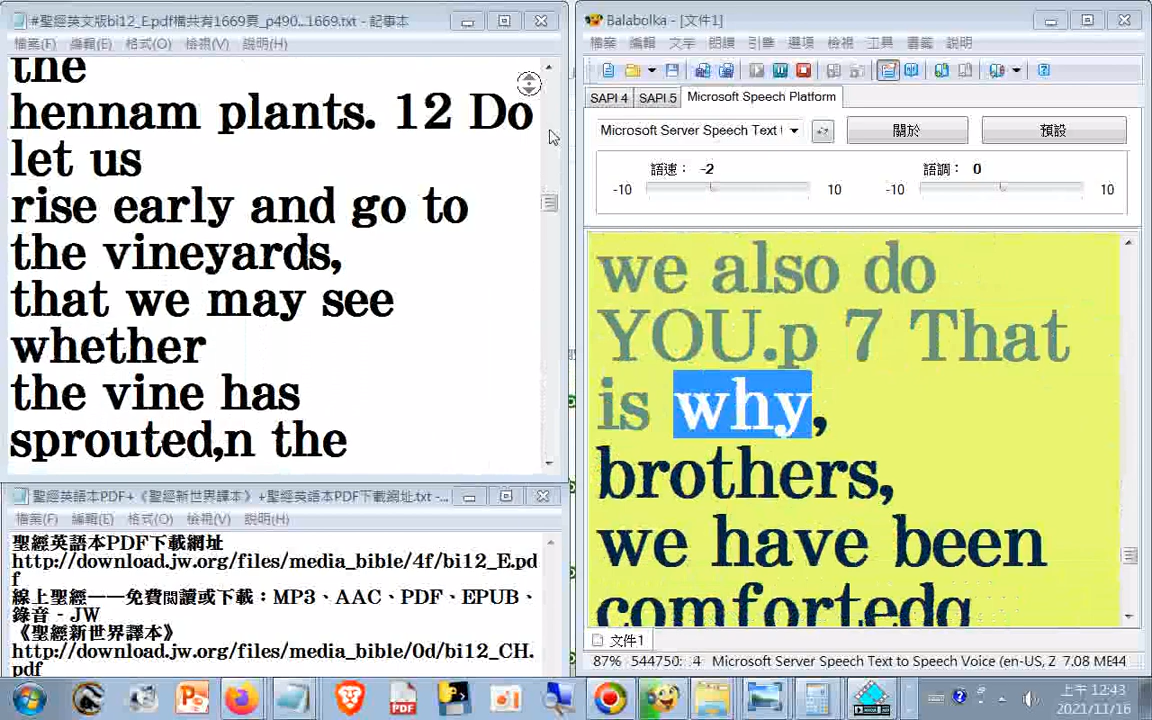 #聖經英文版bi12_E.pdf檔共有1669頁_p490...1669.txt - 記事本
檔案(F) 編輯(E) 格式(O) 檢視(V) 說明(H)
the
hennam plants. 12 Do
let us
rise early and go to
the vineyards,
that we may see
whether
the vine has
sprouted,n the
聖經英語本PDF+《聖經新世界譯本》+聖經英語本PDF下載網址.txt -...
檔案(F) 編輯(E) 格式(O) 檢視(V) 說明(H)
聖經英語本PDF下載網址
http://download.jw.org/files/media_bible/4f/bi12_E.pd
f
線上聖經——免費閱讀或下載：MP3、AAC、PDF、EPUB、
錄音 - JW
《聖經新世界譯本》
http://download.jw.org/files/media_bible/0d/bi12_CH.
pdf
Balabolka - [文件1]
檔案 編輯 文字 朗讀 引擎 選項 檢視 工具 書籤 說明
SAPI 4 SAPI 5 Microsoft Speech Platform
Microsoft Server Speech Text 關於 預設
語速： -2 語調： 0
-10 10 -10 10
we also do
YOU.p 7 That
is why,
brothers,
we have been
comfortedq
文件1
87% 544750: 4 Microsoft Server Speech Text to Speech Voice (en-US, Z 7.08 ME44
上午 12:43
2021/11/16